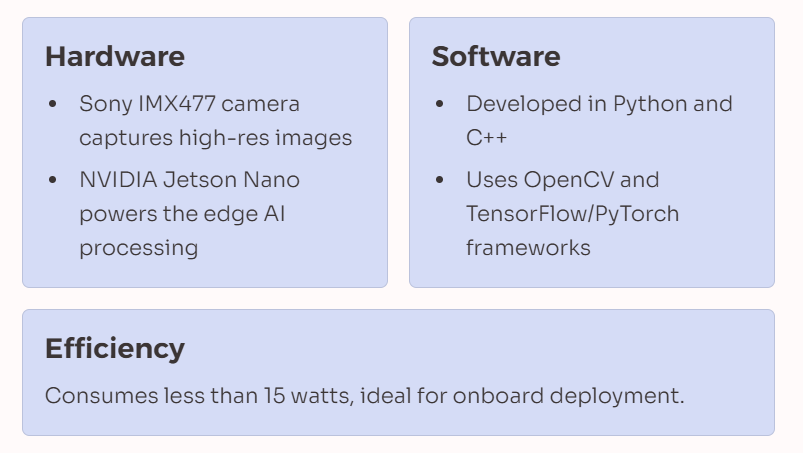 Hardware
• Sony IMX477 camera
captures high-res images
• NVIDIA Jetson Nano
powers the edge AI
processing
Software
• Developed in Python and
C++
• Uses OpenCV and
TensorFlow/PyTorch
frameworks
Efficiency
Consumes less than 15 watts, ideal for onboard deployment.